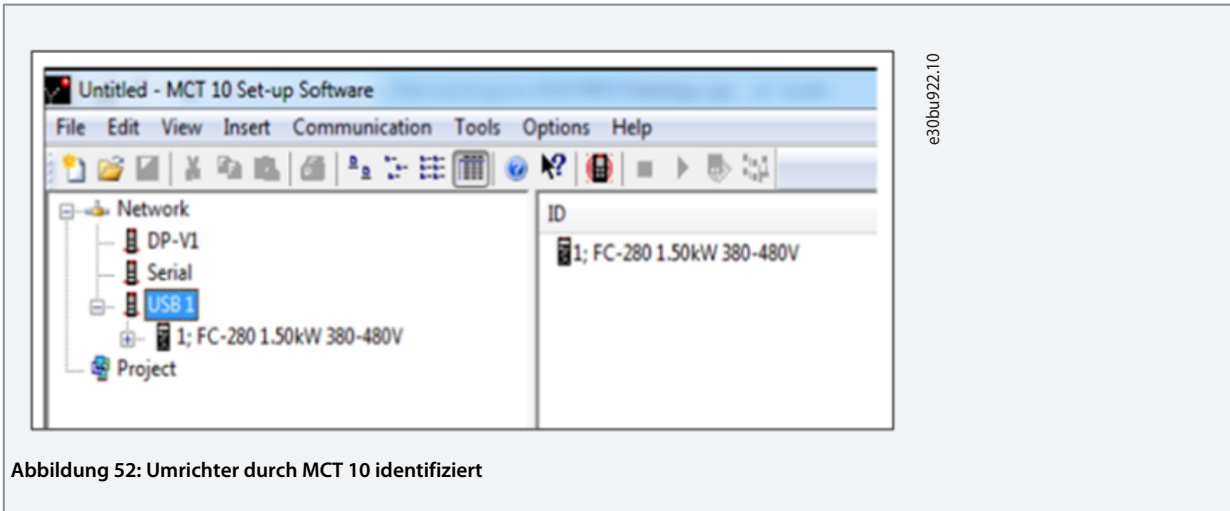 Untitled - MCT 10 Set-up Software
File Edit View Insert Communication Tools Options Help
Network
DP-V1
Serial
USB 1
1; FC-280 1.50kW 380-480V
Project
ID
1; FC-280 1.50kW 380-480V
e30bu922.10
Abbildung 52: Umrichter durch MCT 10 identifiziert